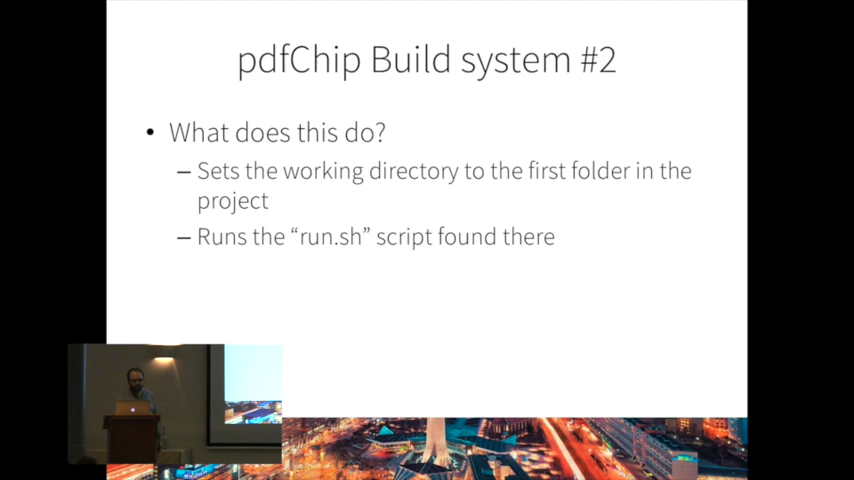 pdfChip Build system #2
• What does this do?
– Sets the working directory to the first folder in the
project
– Runs the “run.sh” script found there